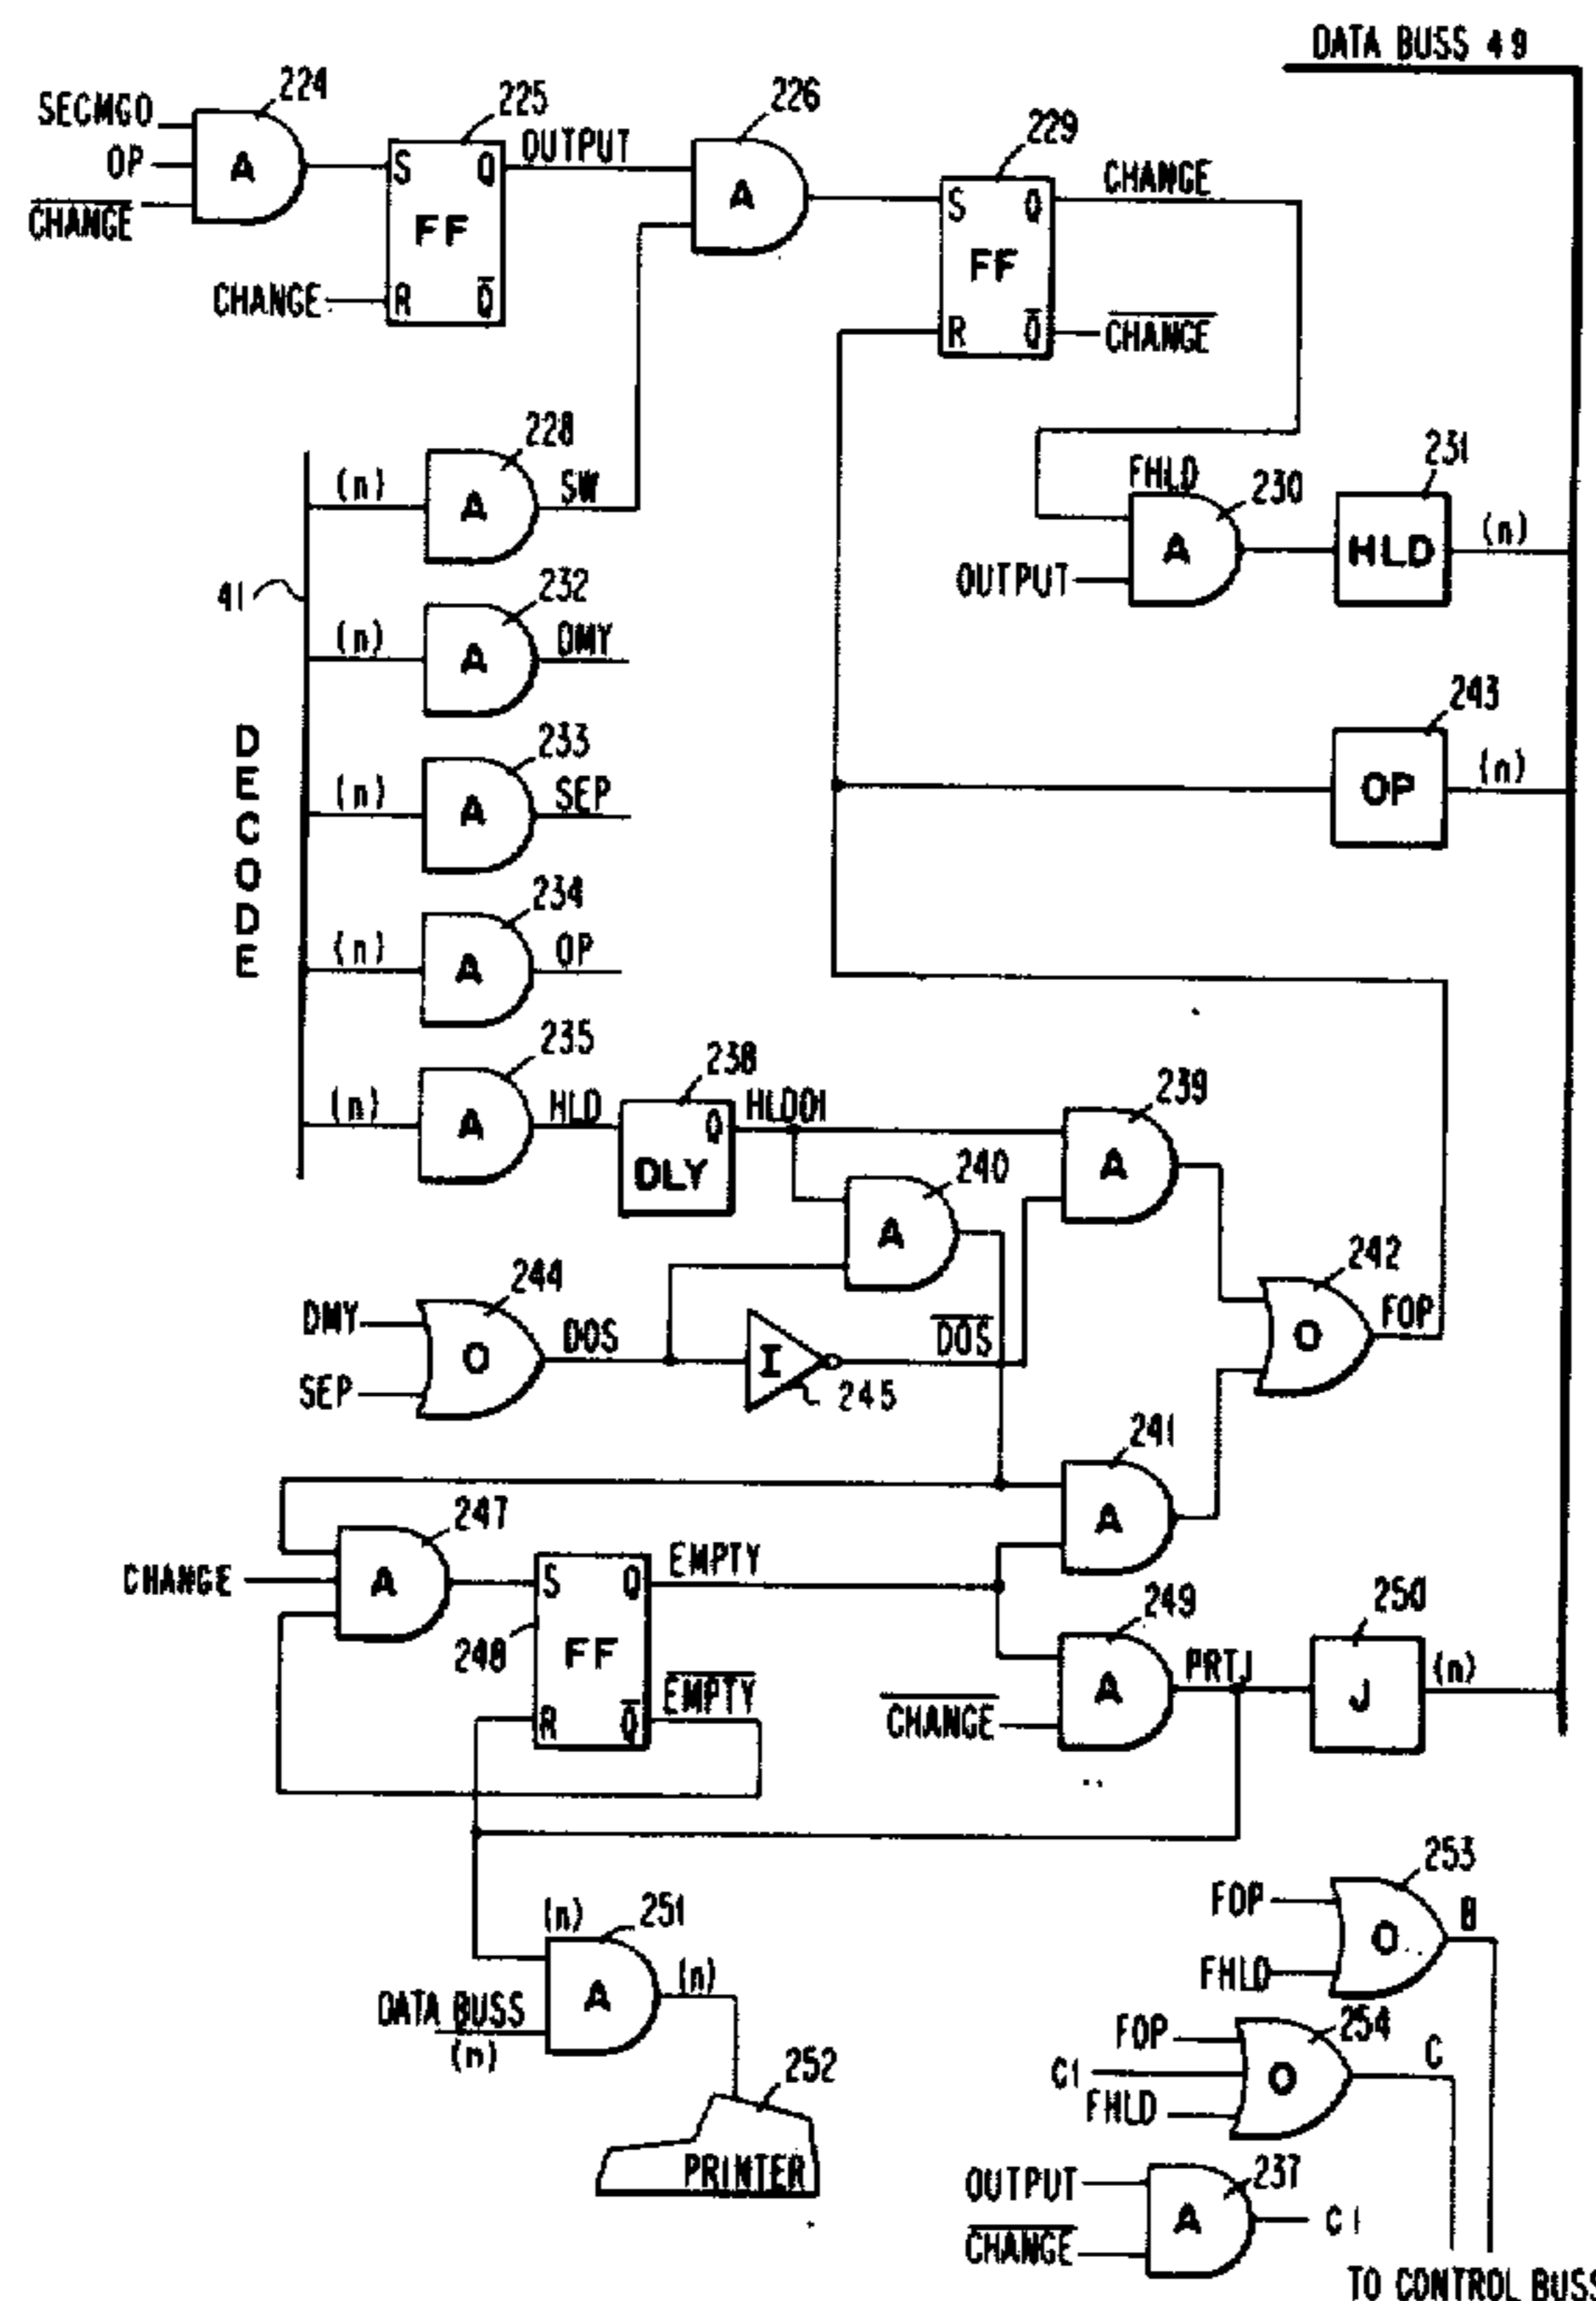 DATA BUSS 49
SECMGO
OP
CHANGE
224
A
225
S Q
FF
R Q
CHANGE
OUTPUT
226
A
229
S Q
FF
R Q
CHANGE
CHANGE
(n)
228
A
SW
FHLD
230
A
OUTPUT
231
HLD
(n)
41
(n)
232
A
DMY
DECODE
(n)
233
A
SEP
243
OP
(n)
(n)
234
A
OP
(n)
235
A
HLD
238
Q
DLY
HLD01
239
A
240
A
DMY
SEP
244
O
DOS
I
245
DOS
242
O
FOP
241
A
CHANGE
247
A
S Q
248
FF
R Q
EMPTY
EMPTY
249
A
CHANGE
PRTJ
250
J
(n)
(n)
251
A
(n)
DATA BUSS
(n)
252
PRINTER
FOP
FHLD
253
O
B
FOP
C1
FHLD
254
O
C
OUTPUT
CHANGE
237
A
C1
TO CONTROL BUSS